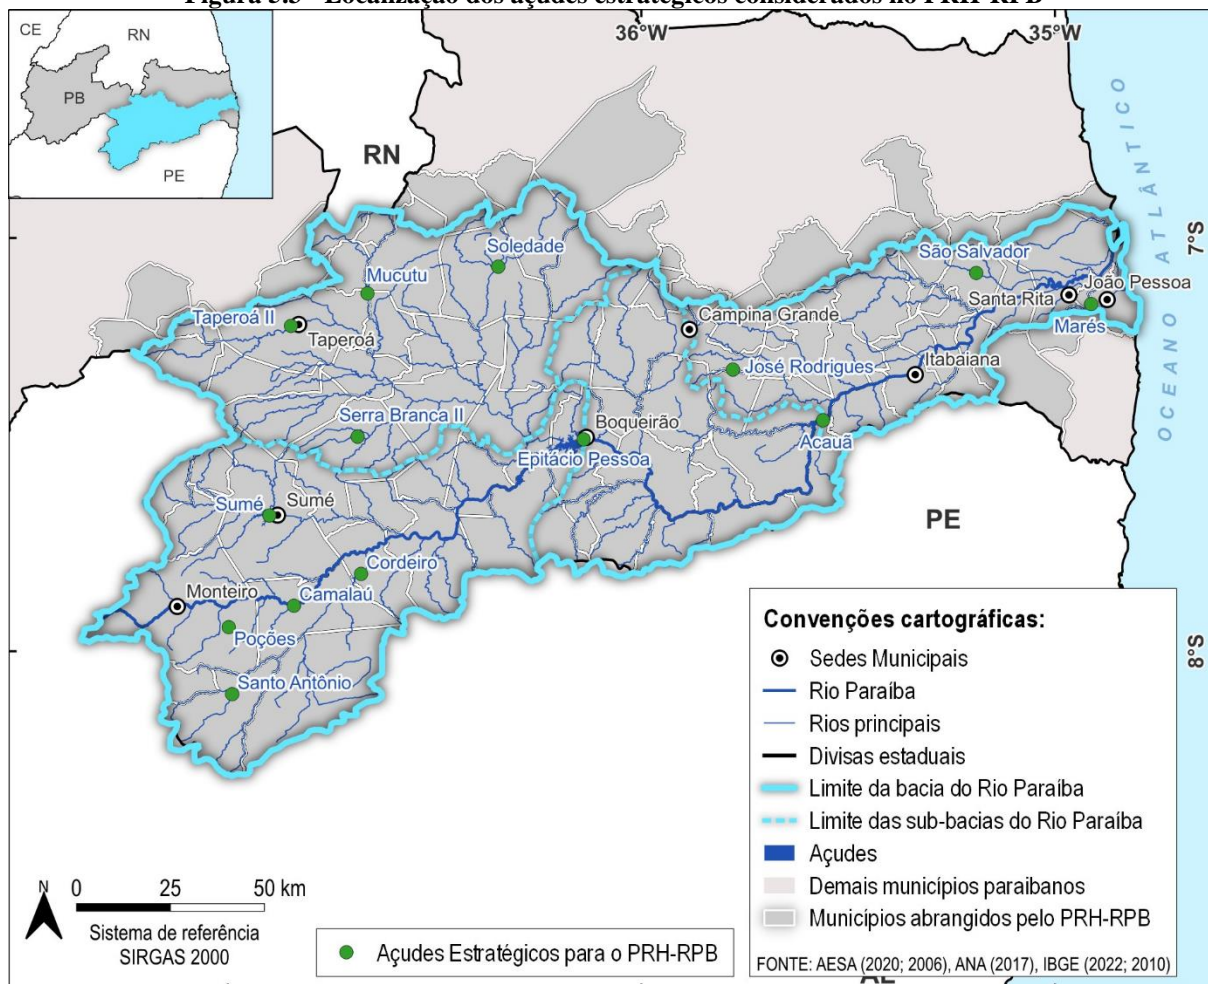 Figura 3.3 - Localização dos açudes estratégicos considerados no PRH-RPB
36°W
35°W
CE
RN
PB
PE
RN
OCEANO ATLÂNTICO
7°S
Soledade
São Salvador
Mucutu
João Pessoa
Santa Rita
Taperoá II
Taperoá
Campina Grande
Marés
José Rodrigues
Itabaiana
Serra Branca II
Boqueirão
Acauã
Epitácio Pessoa
Sumé
Sumé
PE
Cordeiro
Monteiro
Camalaú
Poções
8°S
Santo Antônio
Convenções cartográficas:
Sedes Municipais
Rio Paraíba
Rios principais
Divisas estaduais
Limite da bacia do Rio Paraíba
Limite das sub-bacias do Rio Paraíba
Açudes
Demais municípios paraibanos
Municípios abrangidos pelo PRH-RPB
FONTE: AESA (2020; 2006), ANA (2017), IBGE (2022; 2010)
N
0 25 50 km
Sistema de referência
SIRGAS 2000
Açudes Estratégicos para o PRH-RPB